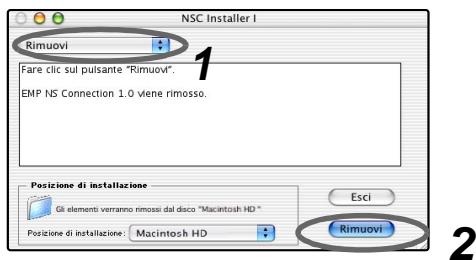 NSC Installer I
Rimuovi
1
Fare clic sul pulsante "Rimuovi".
EMP NS Connection 1.0 viene rimosso.
Posizione di installazione
Gli elementi verranno rimossi dal disco "Macintosh HD "
Posizione di installazione: Macintosh HD
Esci
Rimuovi
2